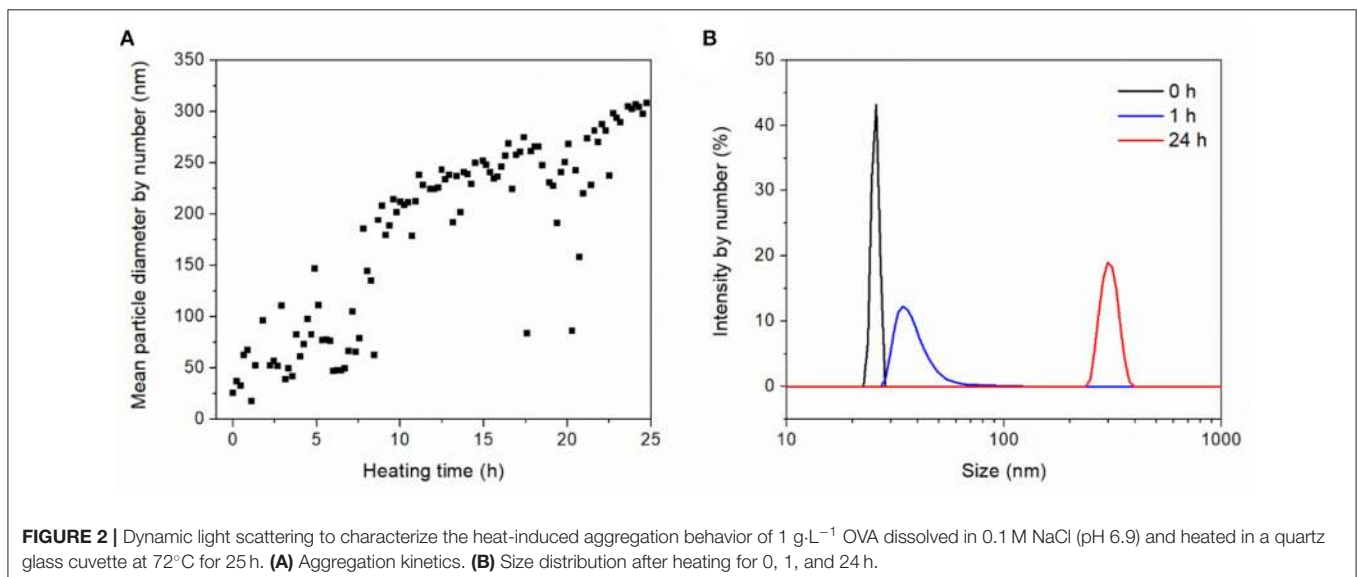 A
Mean particle diameter by number (nm)
350
300
250
200
150
100
50
0
0 5 10 15 20 25
Heating time (h)
B
Intensity by number (%)
50
40
30
20
10
0
10 100 1000
Size (nm)
0 h
1 h
24 h
FIGURE 2 | Dynamic light scattering to characterize the heat-induced aggregation behavior of 1 g·L⁻¹ OVA dissolved in 0.1 M NaCl (pH 6.9) and heated in a quartz
glass cuvette at 72°C for 25 h. (A) Aggregation kinetics. (B) Size distribution after heating for 0, 1, and 24 h.